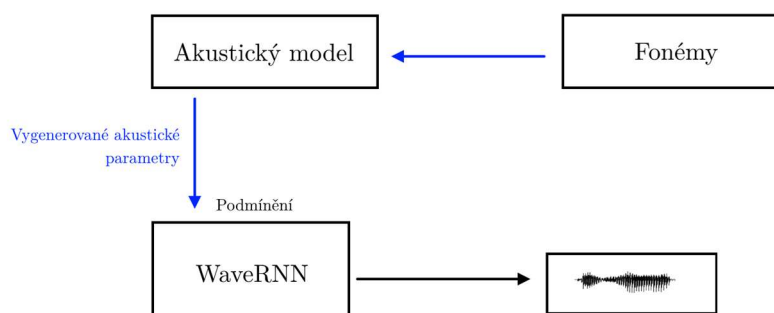 Akustický model
Fonémy
Vygenerované akustické
parametry
Podmínění
WaveRNN